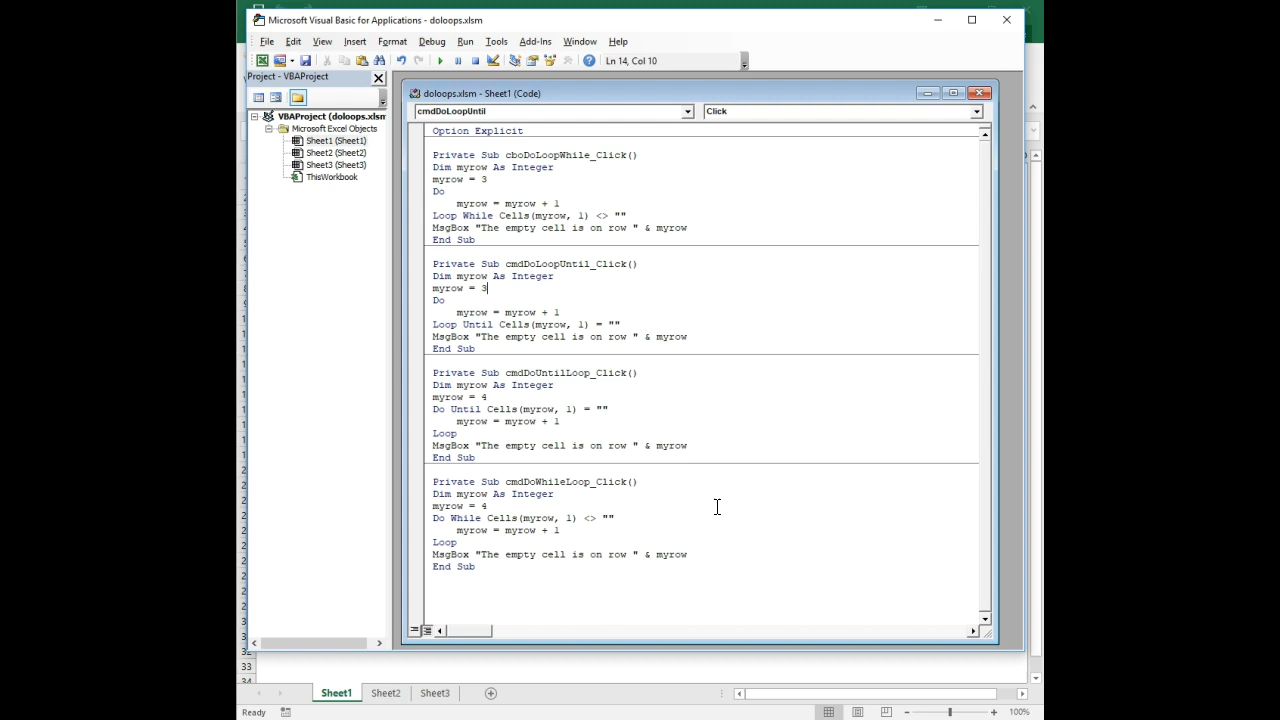 Microsoft Visual Basic for Applications - doloops.xlsm
File Edit View Insert Format Debug Run Tools Add-Ins Window Help
Ln 14, Col 10
Project - VBAProject
VBAProject (doloops.xlsm
Microsoft Excel Objects
Sheet1 (Sheet1)
Sheet2 (Sheet2)
Sheet3 (Sheet3)
ThisWorkbook
doloops.xlsm - Sheet1 (Code)
cmdDoLoopUntil Click
Option Explicit
Private Sub cboDoLoopWhile_Click()
Dim myrow As Integer
myrow = 3
Do
myrow = myrow + 1
Loop While Cells(myrow, 1) <> ""
MsgBox "The empty cell is on row " & myrow
End Sub
Private Sub cmdDoLoopUntil_Click()
Dim myrow As Integer
myrow = 3
Do
myrow = myrow + 1
Loop Until Cells(myrow, 1) = ""
MsgBox "The empty cell is on row " & myrow
End Sub
Private Sub cmdDoUntilLoop_Click()
Dim myrow As Integer
myrow = 4
Do Until Cells(myrow, 1) = ""
myrow = myrow + 1
Loop
MsgBox "The empty cell is on row " & myrow
End Sub
Private Sub cmdDoWhileLoop_Click()
Dim myrow As Integer
myrow = 4
Do While Cells(myrow, 1) <> ""
myrow = myrow + 1
Loop
MsgBox "The empty cell is on row " & myrow
End Sub
33
34
Sheet1 Sheet2 Sheet3
Ready 100%